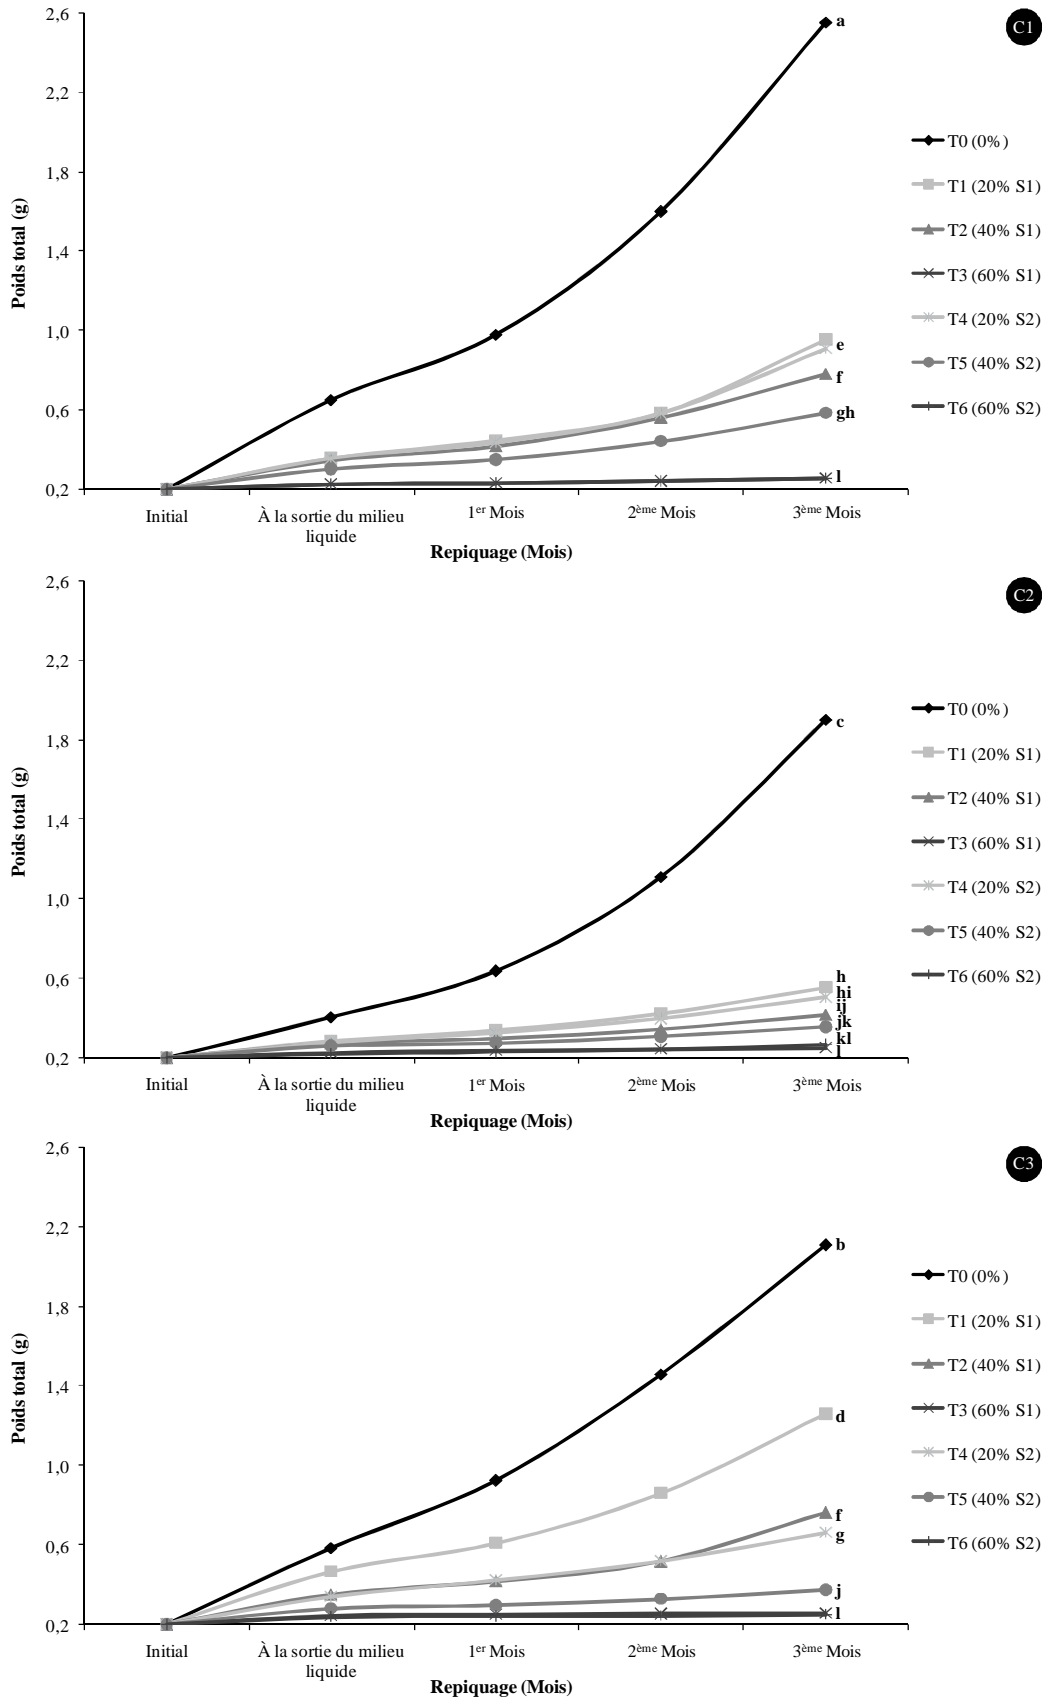 C1
Poids total (g)
2,6
2,2
1,8
1,4
1,0
0,6
0,2
a
e
f
gh
l
Initial
À la sortie du milieu
liquide
1er Mois
2ème Mois
3ème Mois
Repiquage (Mois)
T0 (0%)
T1 (20% S1)
T2 (40% S1)
T3 (60% S1)
T4 (20% S2)
T5 (40% S2)
T6 (60% S2)
C2
Poids total (g)
2,6
2,2
1,8
1,4
1,0
0,6
0,2
c
h
hi
ij
jk
kl
l
Initial
À la sortie du milieu
liquide
1er Mois
2ème Mois
3ème Mois
Repiquage (Mois)
T0 (0%)
T1 (20% S1)
T2 (40% S1)
T3 (60% S1)
T4 (20% S2)
T5 (40% S2)
T6 (60% S2)
C3
Poids total (g)
2,6
2,2
1,8
1,4
1,0
0,6
0,2
b
d
f
g
j
l
Initial
À la sortie du milieu
liquide
1er Mois
2ème Mois
3ème Mois
Repiquage (Mois)
T0 (0%)
T1 (20% S1)
T2 (40% S1)
T3 (60% S1)
T4 (20% S2)
T5 (40% S2)
T6 (60% S2)